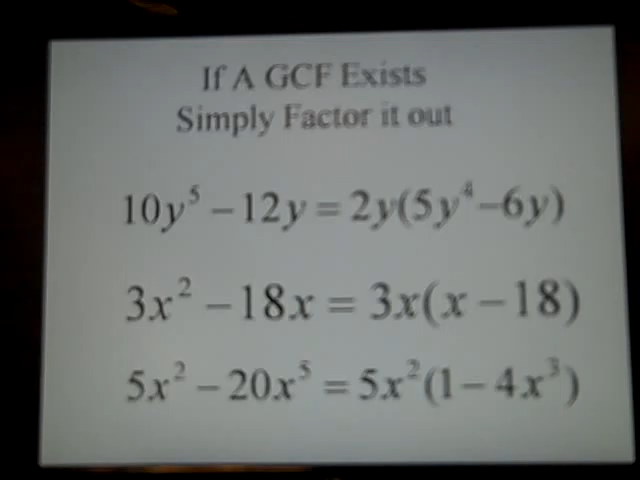 If A GCF Exists
Simply Factor it out
10y⁵ – 12y = 2y(5y⁴–6y)
3x² – 18x = 3x(x – 18)
5x² – 20x⁵ = 5x²(1– 4x³)